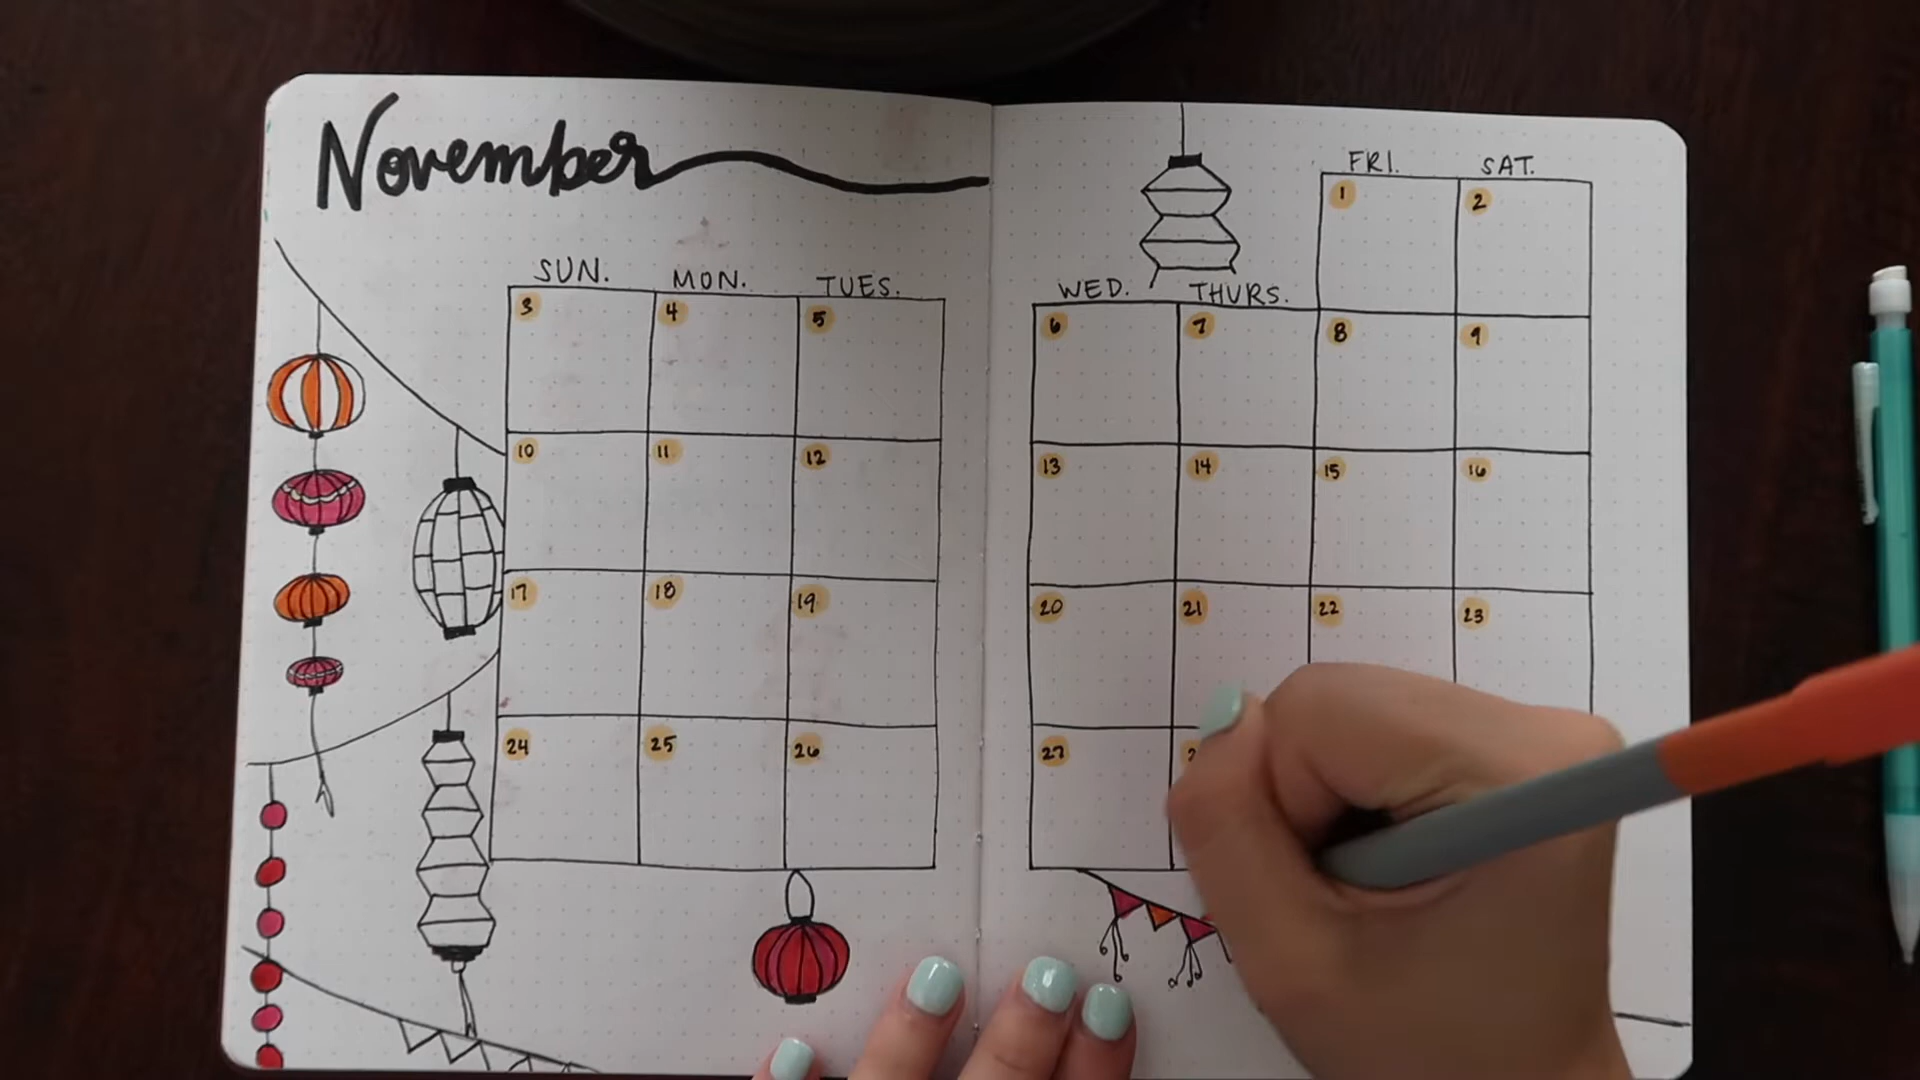 November
FRI. SAT.
1 2
SUN. MON. TUES. WED. THURS.
3 4 5 6 7 8 9
10 11 12 13 14 15 16
17 18 19 20 21 22 23
24 25 26 27